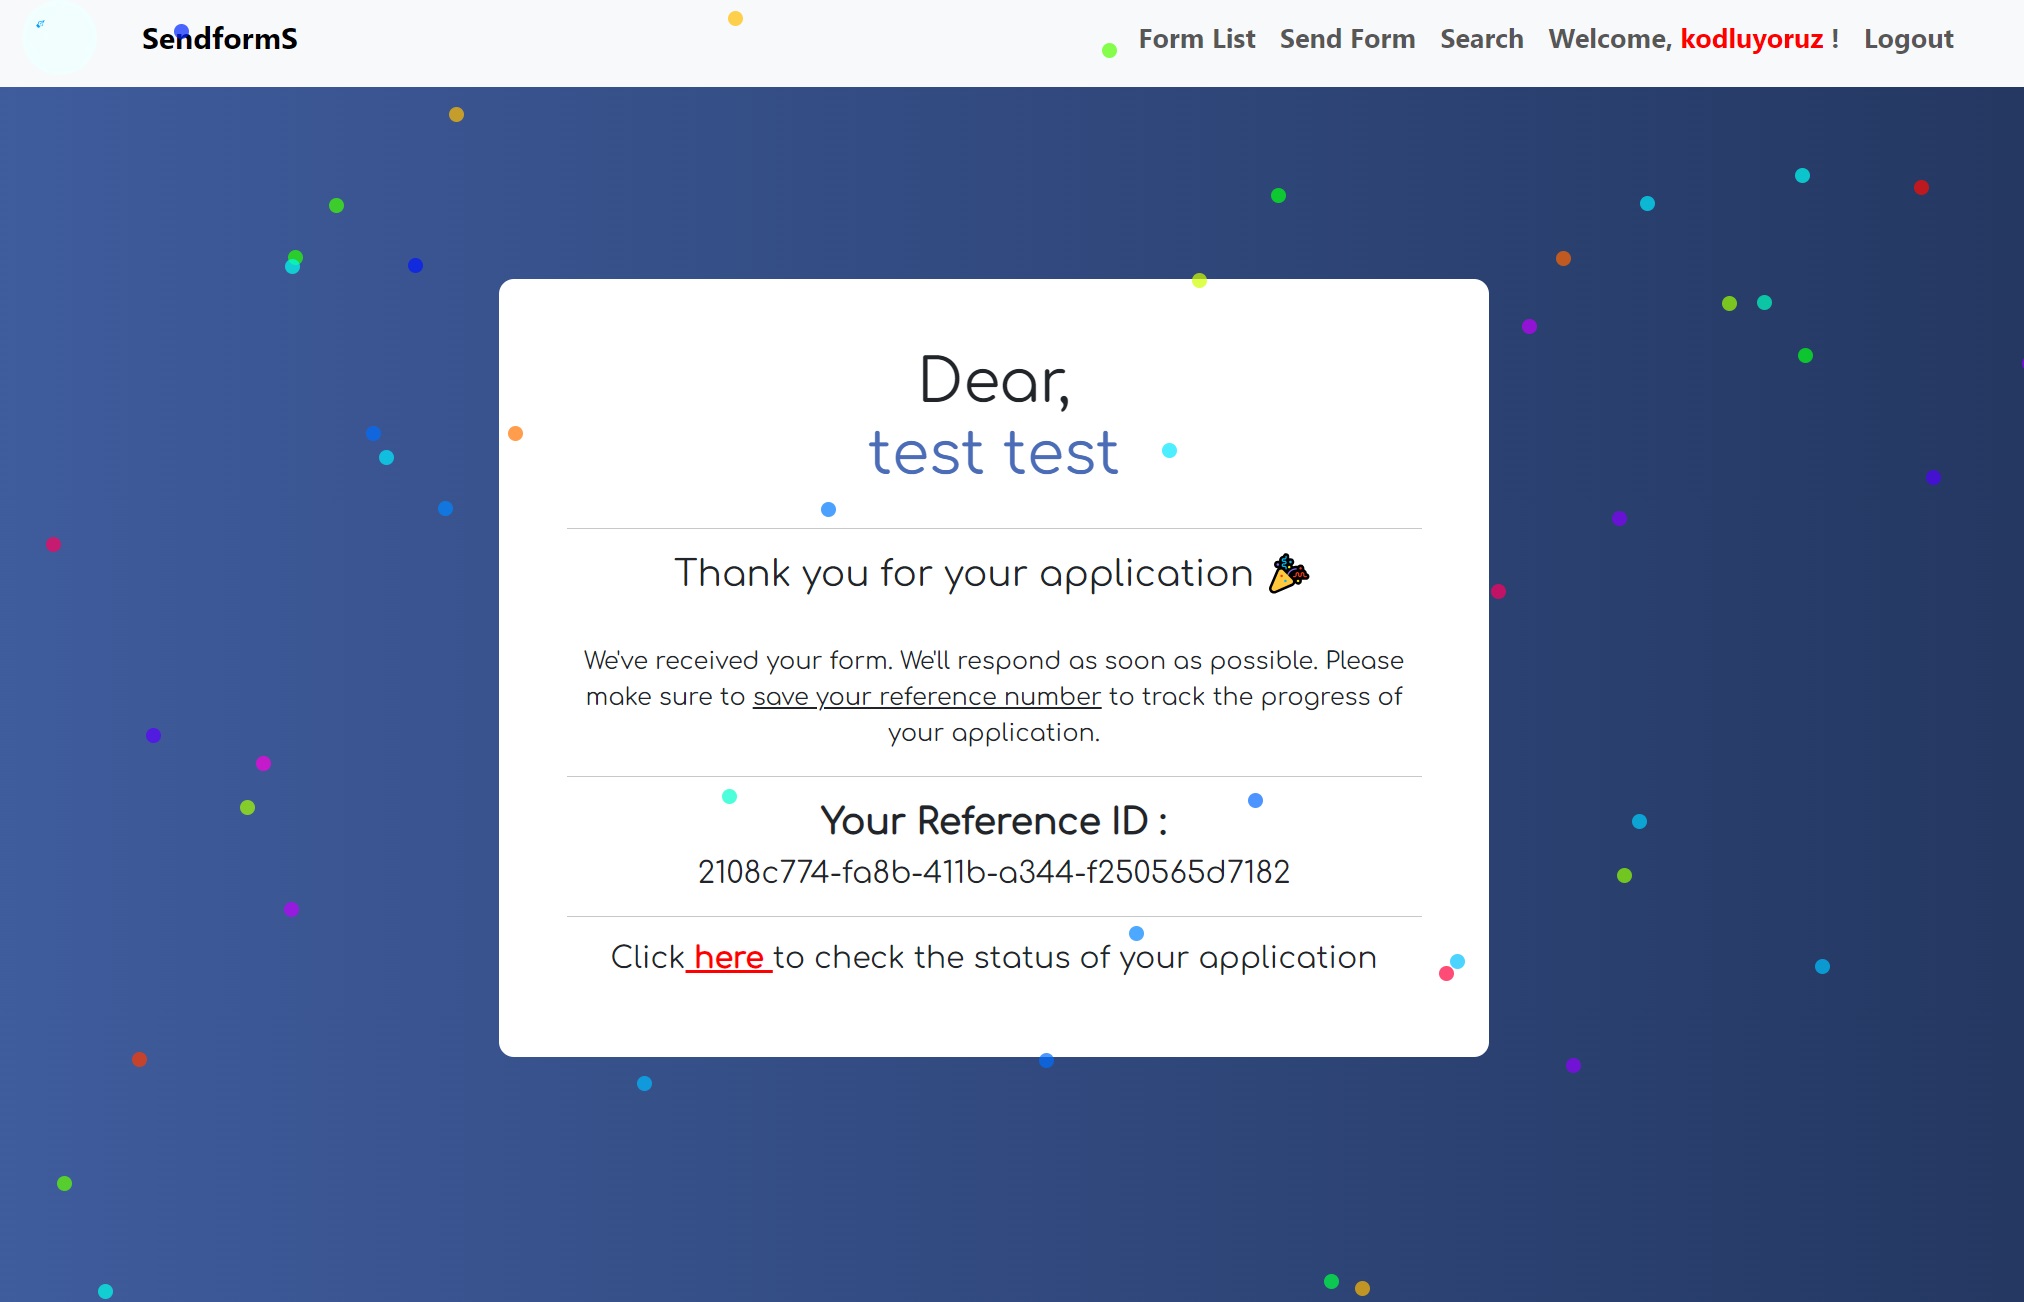 SendformS
Form List Send Form Search Welcome, kodluyoruz ! Logout
Dear,
test test
Thank you for your application
We've received your form. We'll respond as soon as possible. Please
make sure to save your reference number to track the progress of
your application.
Your Reference ID :
2108c774-fa8b-411b-a344-f250565d7182
Click here to check the status of your application